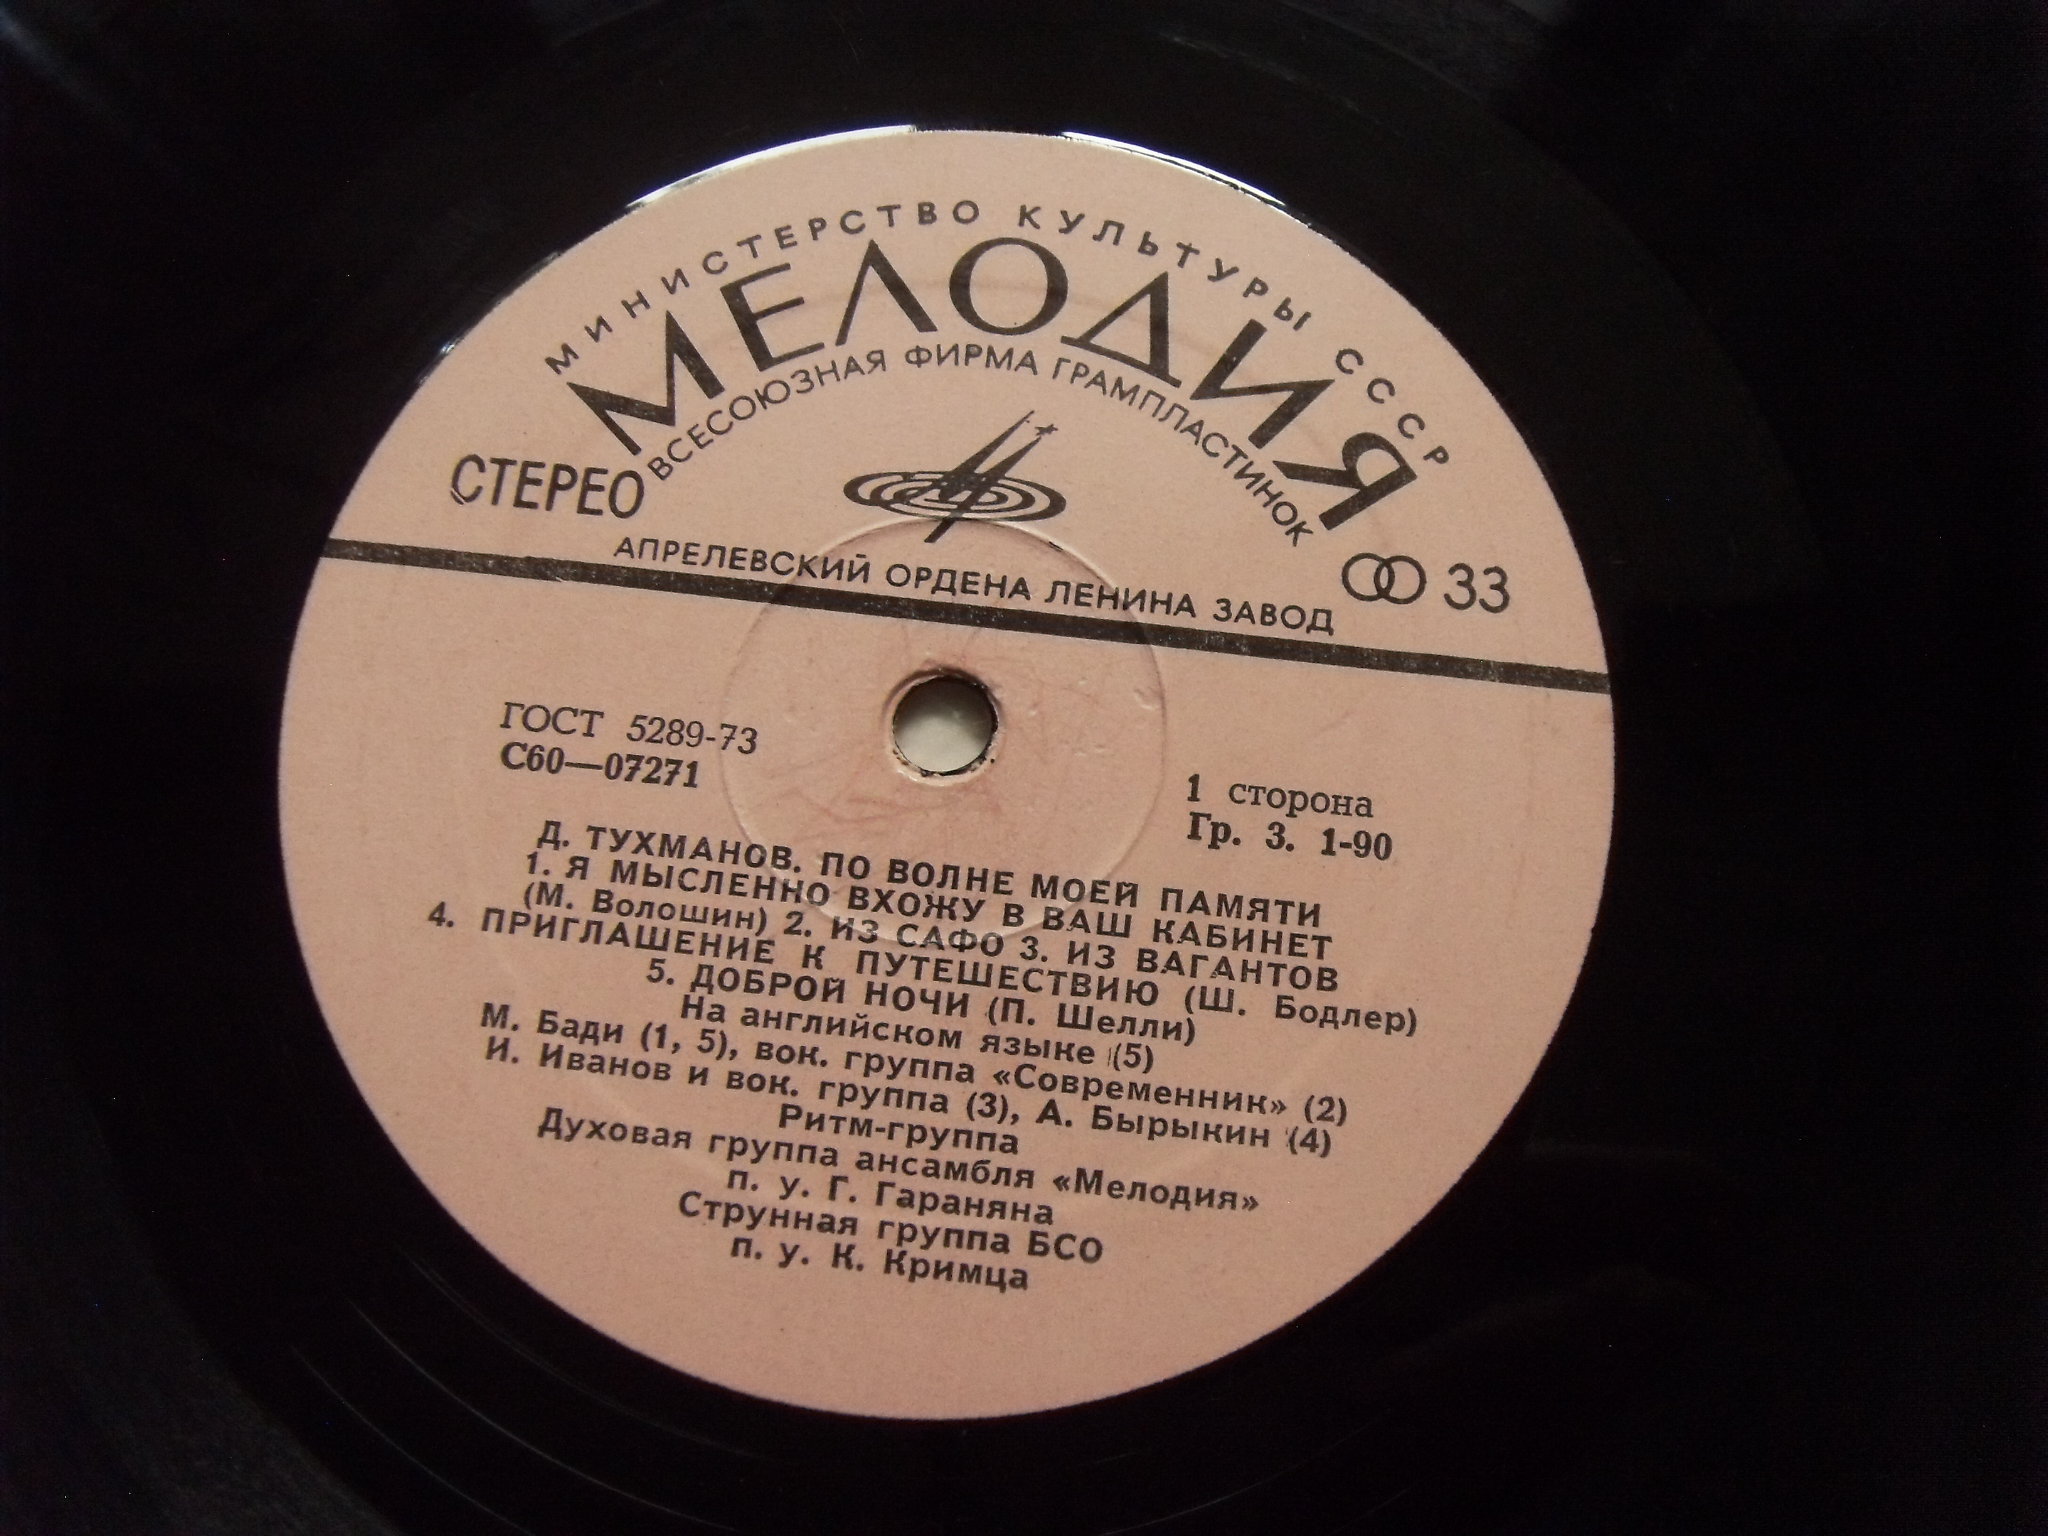 МИНИСТЕРСТВО КУЛЬТУРЫ СССР
МЕЛОДИЯ
ВСЕСОЮЗНАЯ ФИРМА ГРАМПЛАСТИНОК
СТЕРЕО
33
АПРЕЛЕВСКИЙ ОРДЕНА ЛЕНИНА ЗАВОД
ГОСТ 5289-73
С60—07271
1 сторона
Гр. 3. 1-90
Д. ТУХМАНОВ. ПО ВОЛНЕ МОЕЙ ПАМЯТИ
1. Я МЫСЛЕННО ВХОЖУ В ВАШ КАБИНЕТ
(М. Волошин) 2. ИЗ САФО 3. ИЗ ВАГАНТОВ
4. ПРИГЛАШЕНИЕ К ПУТЕШЕСТВИЮ (Ш. Бодлер)
5. ДОБРОЙ НОЧИ (П. Шелли)
На английском языке (5)
М. Бади (1, 5), вок. группа «Современник» (2)
И. Иванов и вок. группа (3), А. Бырыкин (4)
Ритм-группа
Духовая группа ансамбля «Мелодия»
п. у. Г. Гараняна
Струнная группа БСО
п. у. К. Кримца